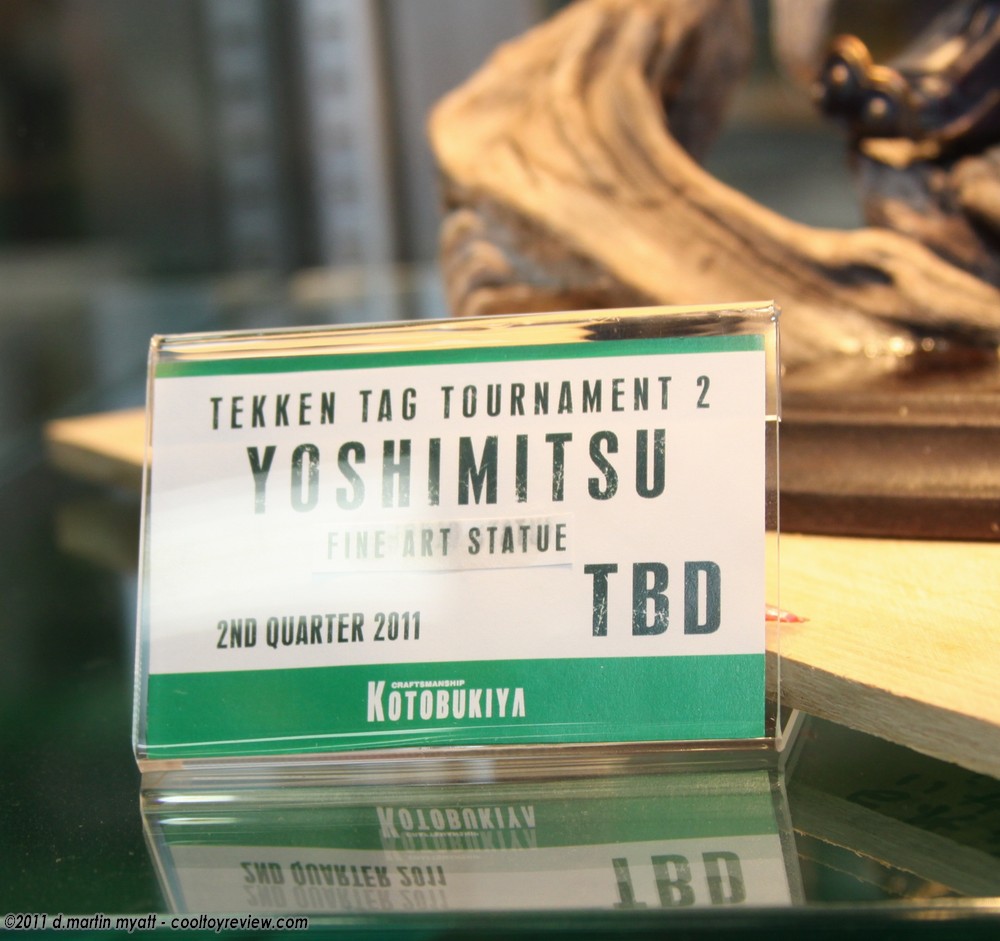 TEKKEN TAG TOURNAMENT 2
YOSHIMITSU
FINE ART STATUE
TBD
2ND QUARTER 2011
CRAFTSMANSHIP
KOTOBUKIYA
KOTOBUKIYA
2ND QUARTER 2011
TBD
©2011 d.martin myatt - cooltoyreview.com